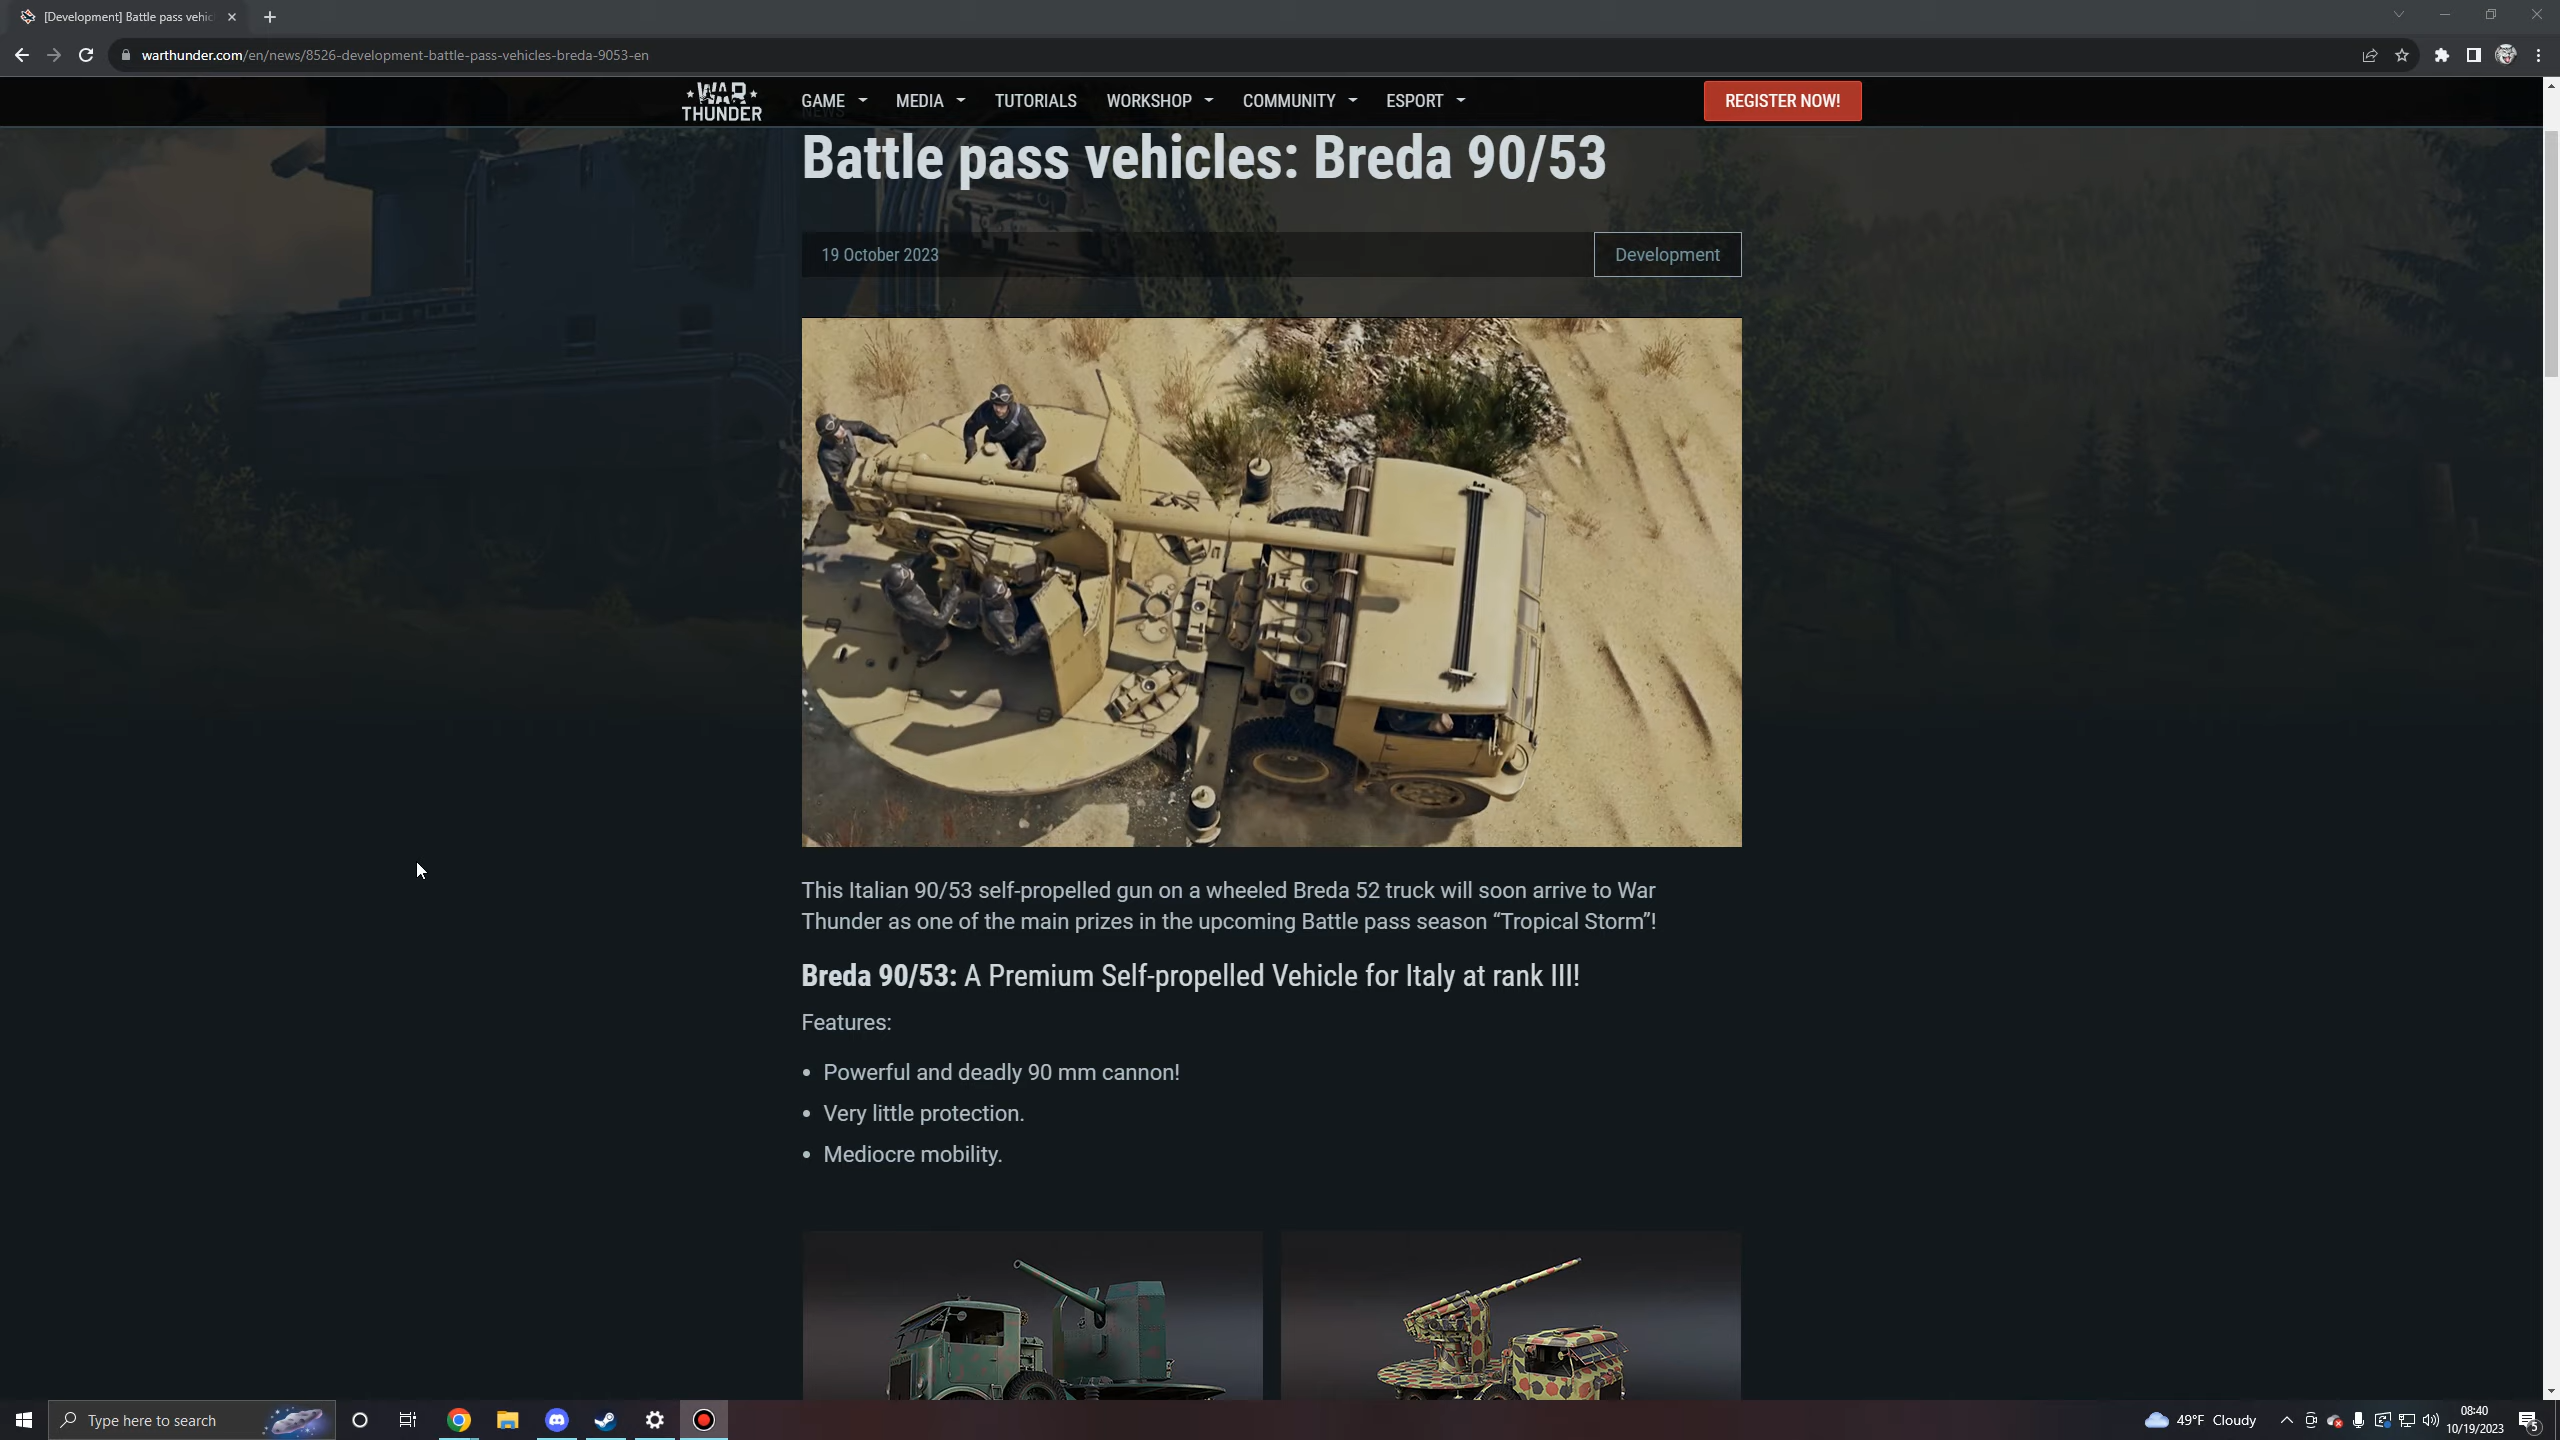 [Development] Battle pass vehic
warthunder.com/en/news/8526-development-battle-pass-vehicles-breda-9053-en
WAR THUNDER
GAME
MEDIA
TUTORIALS
WORKSHOP
COMMUNITY
ESPORT
REGISTER NOW!
NEWS
Battle pass vehicles: Breda 90/53
19 October 2023
Development
This Italian 90/53 self-propelled gun on a wheeled Breda 52 truck will soon arrive to War
Thunder as one of the main prizes in the upcoming Battle pass season “Tropical Storm”!
Breda 90/53: A Premium Self-propelled Vehicle for Italy at rank III!
Features:
• Powerful and deadly 90 mm cannon!
• Very little protection.
• Mediocre mobility.
Type here to search
49°F Cloudy
08:40
10/19/2023
5